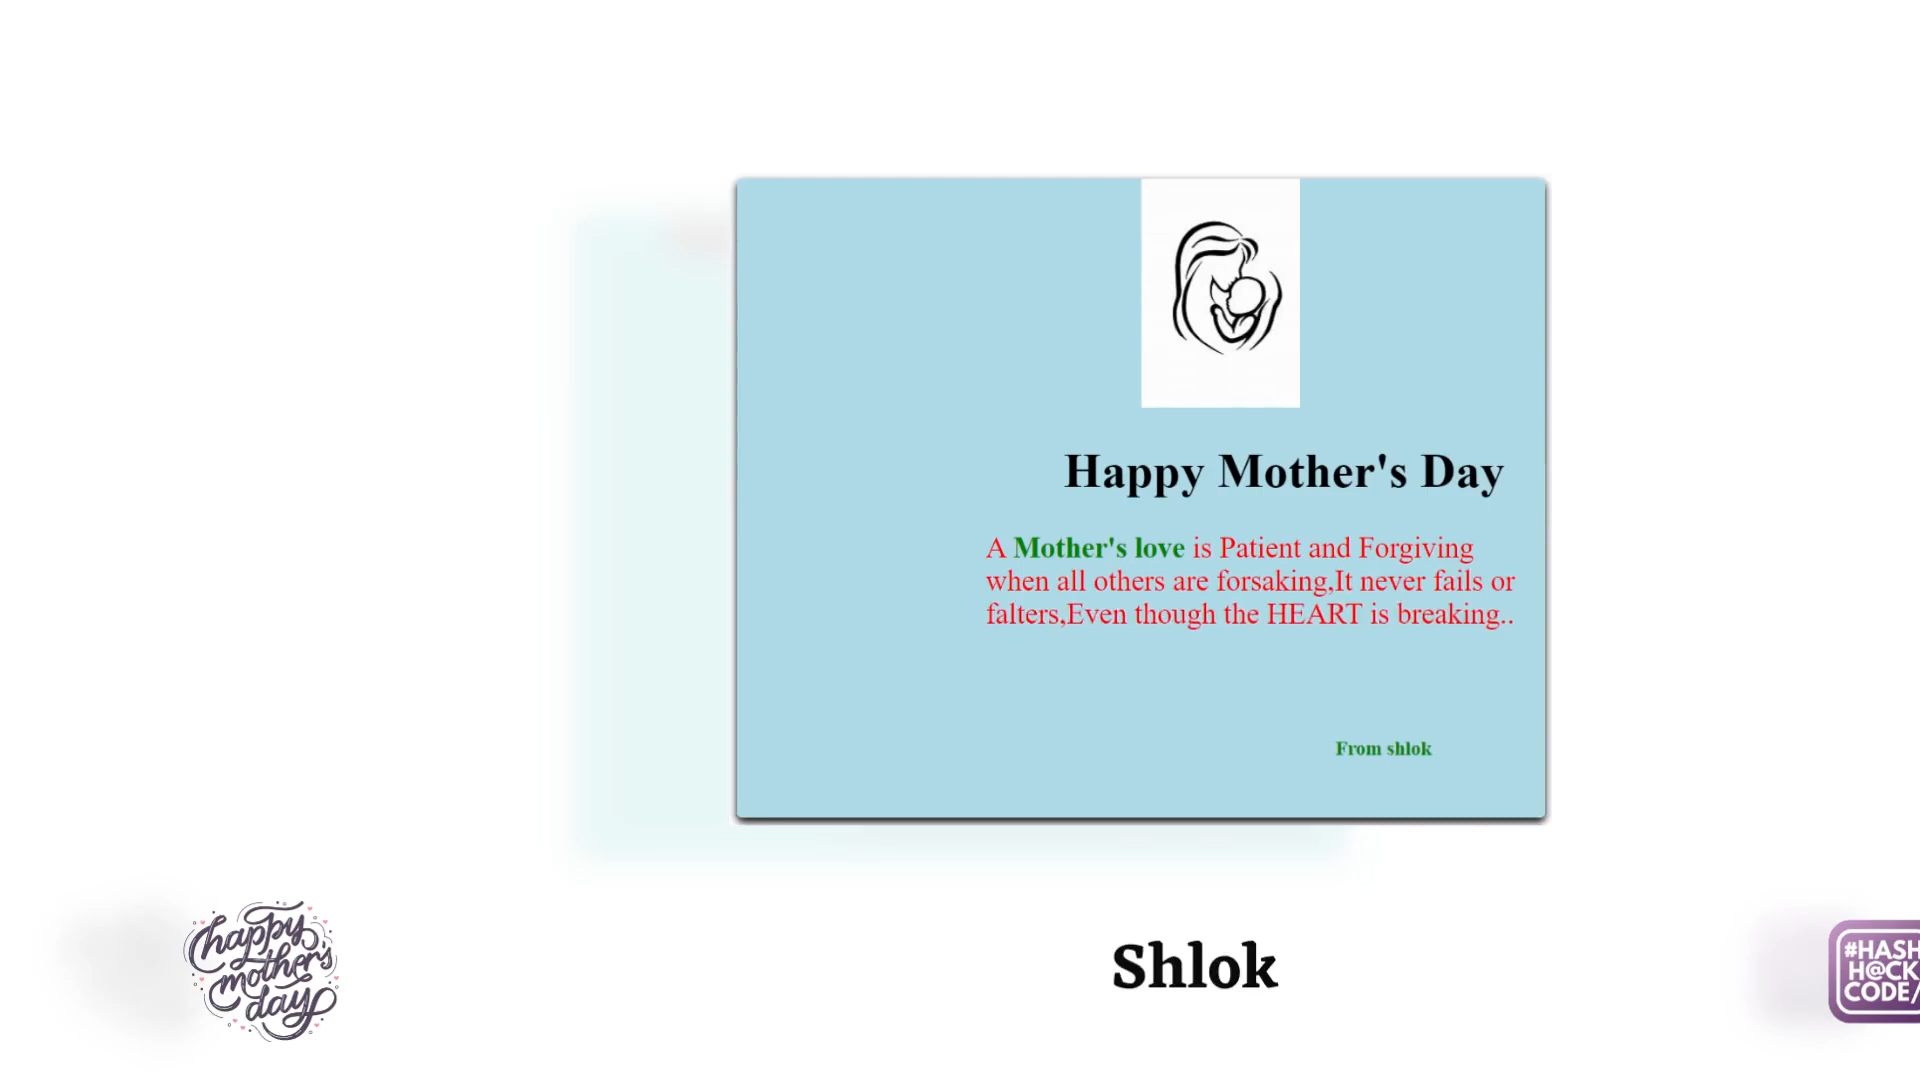 Happy Mother's Day
A Mother's love is Patient and Forgiving
when all others are forsaking,It never fails or
falters,Even though the HEART is breaking..
From shlok
happy
mother's
day
Shlok
#HASH
H@CK
CODE/